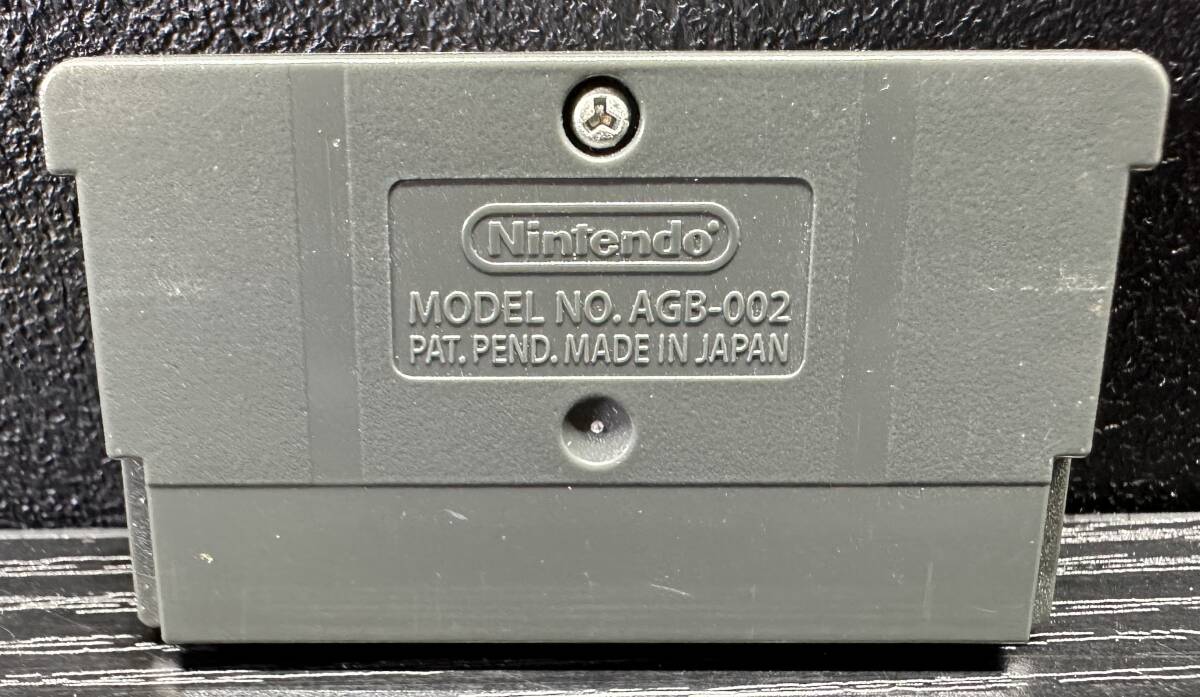 Nintendo
MODEL NO. AGB-002
PAT. PEND. MADE IN JAPAN